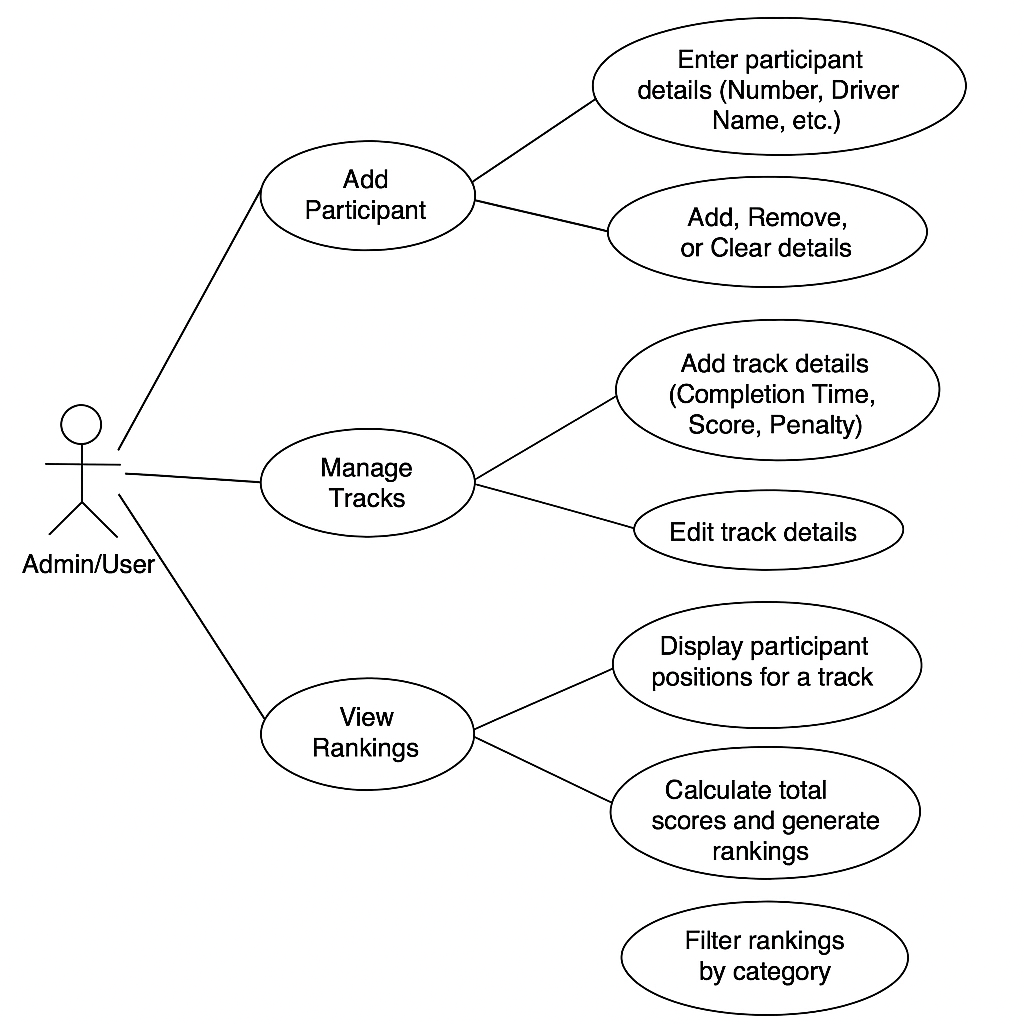 Enter participant
details (Number, Driver
Name, etc.)
Add
Participant
Add, Remove,
or Clear details
Add track details
(Completion Time,
Score, Penalty)
Manage
Tracks
Edit track details
Admin/User
Display participant
positions for a track
View
Rankings
Calculate total
scores and generate
rankings
Filter rankings
by category